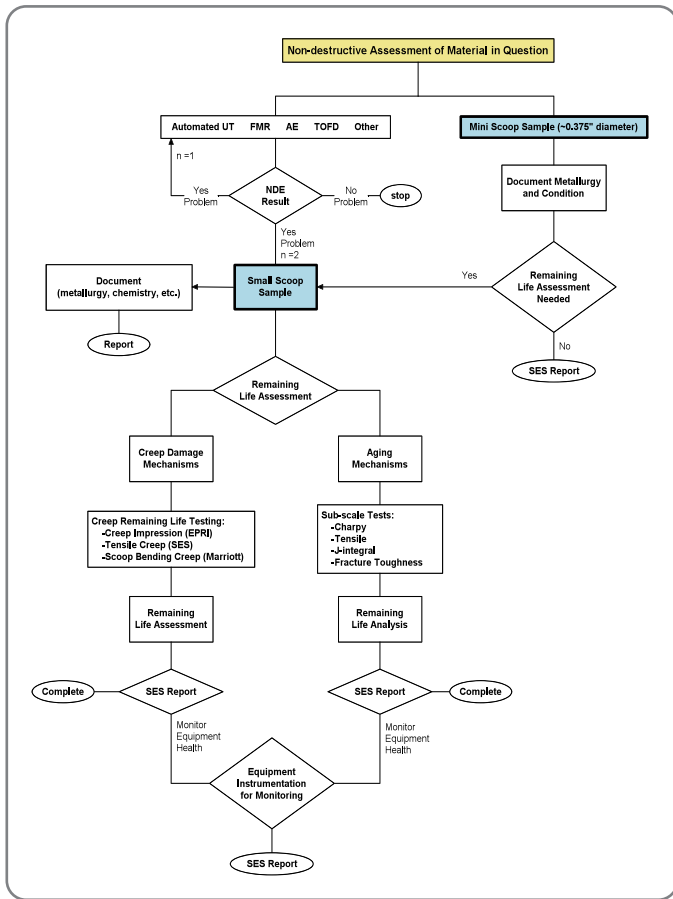 Non-destructive Assessment of Material in Question
Automated UT FMR AE TOFD Other
Mini Scoop Sample (~0.375" diameter)
n =1
Yes
Problem
NDE
Result
No
Problem
stop
Document Metallurgy
and Condition
Yes
Problem
n =2
Document
(metallurgy, chemistry, etc.)
Small Scoop
Sample
Yes
Remaining
Life Assessment
Needed
Report
No
SES Report
Remaining
Life Assessment
Creep Damage
Mechanisms
Aging
Mechanisms
Creep Remaining Life Testing:
-Creep Impression (EPRI)
-Tensile Creep (SES)
-Scoop Bending Creep (Marriott)
Sub-scale Tests:
-Charpy
-Tensile
-J-integral
-Fracture Toughness
Remaining
Life Assessment
Remaining
Life Analysis
Complete
SES Report
SES Report
Complete
Monitor
Equipment
Health
Monitor
Equipment
Health
Equipment
Instrumentation
for Monitoring
SES Report